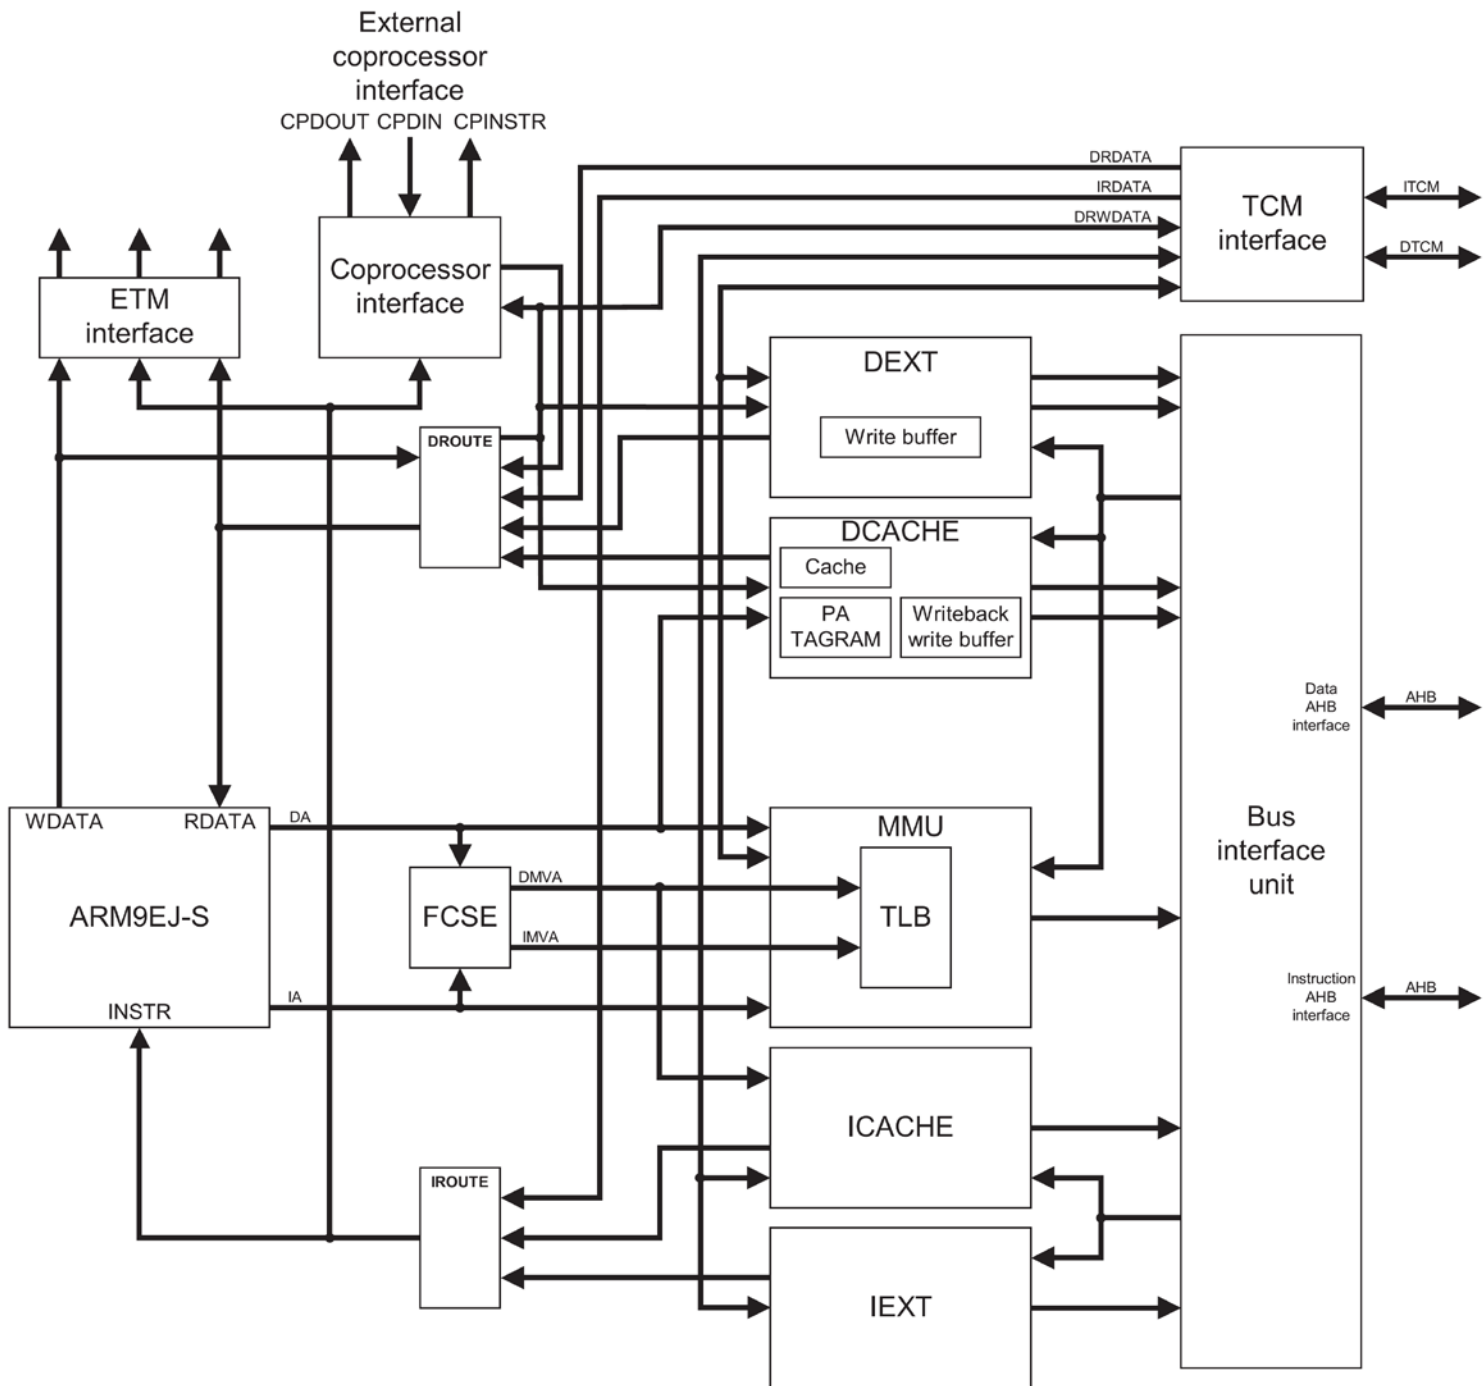 External
coprocessor
interface
CPDOUT CPDIN CPINSTR
DRDATA
IRDATA
DRWDATA
TCM
interface
ITCM
DTCM
ETM
interface
Coprocessor
interface
DEXT
Write buffer
DROUTE
DCACHE
Cache
PA
TAGRAM
Writeback
write buffer
Data
AHB
interface
AHB
WDATA
RDATA
DA
MMU
Bus
interface
unit
ARM9EJ-S
FCSE
DMVA
IMVA
TLB
INSTR
IA
Instruction
AHB
interface
AHB
ICACHE
IROUTE
IEXT